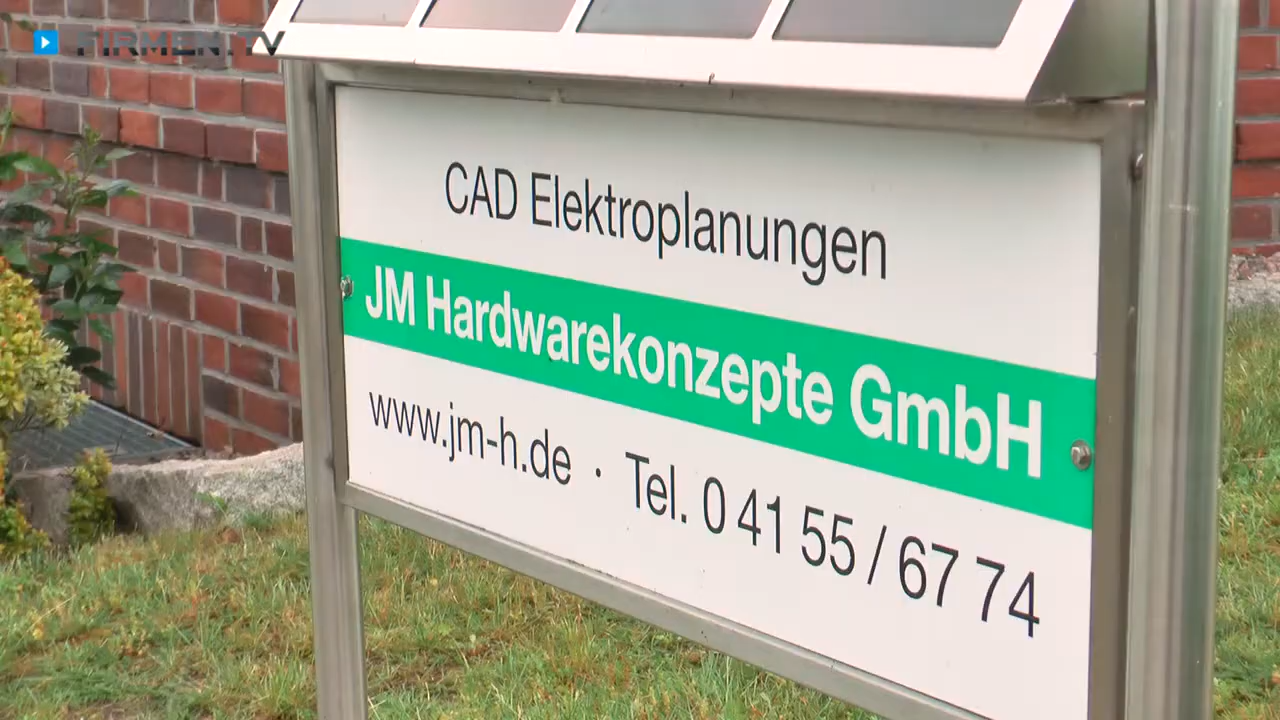 FIRMEN.TV
CAD Elektroplanungen
JM Hardwarekonzepte GmbH
www.jm-h.de · Tel. 0 41 55 / 67 74